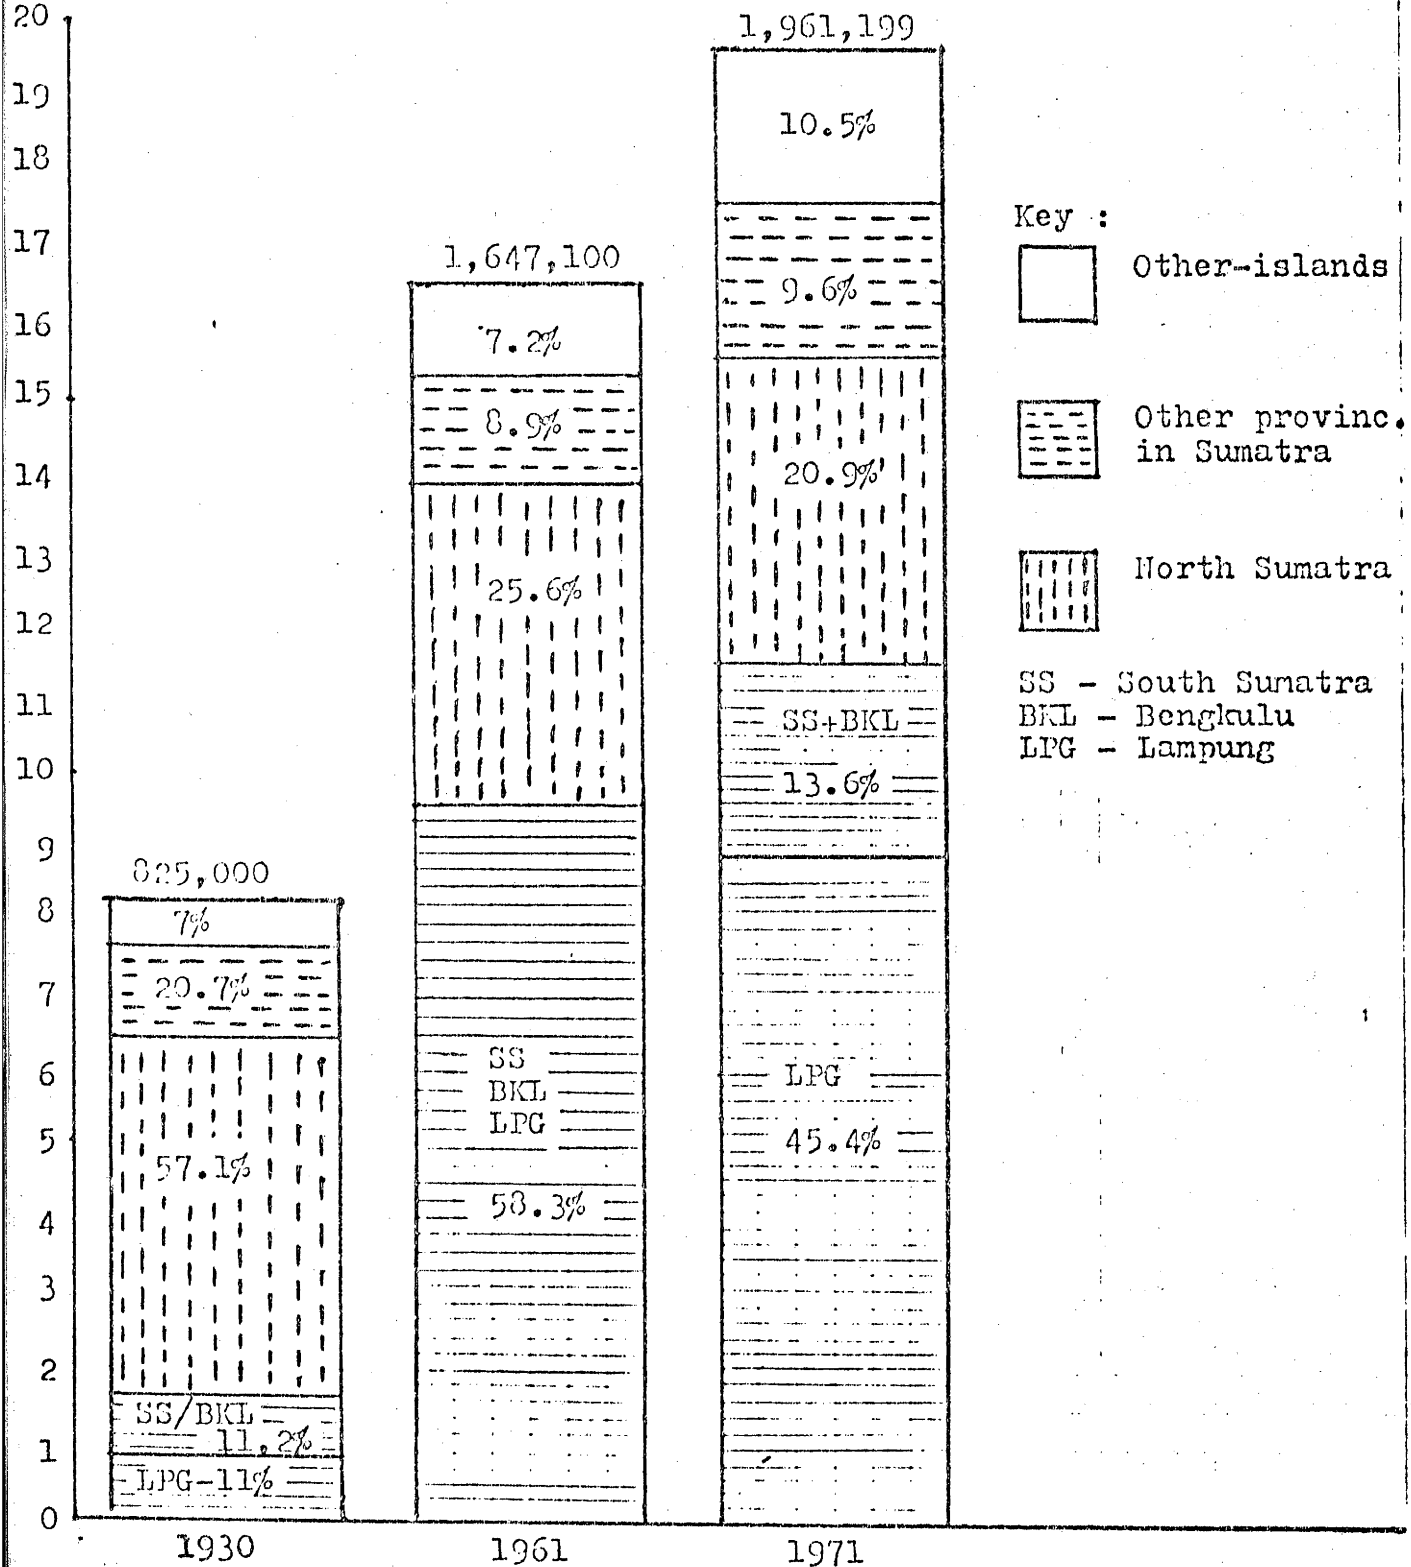 20
19
18
17
16
15
14
13
12
11
10
9
8
7
6
5
4
3
2
1
0
825,000
7%
20.7%
57.1%
SS/BKL
11.2%
LPG-11%
1930
1,647,100
7.2%
8.9%
25.6%
SS
BKL
LPG
58.3%
1961
1,961,199
10.5%
9.6%
20.9%
SS+BKL
13.6%
LPG
45.4%
1971
Key :
Other-islands
Other provinc.
in Sumatra
North Sumatra
SS - South Sumatra
BKL - Bengkulu
LPG - Lampung